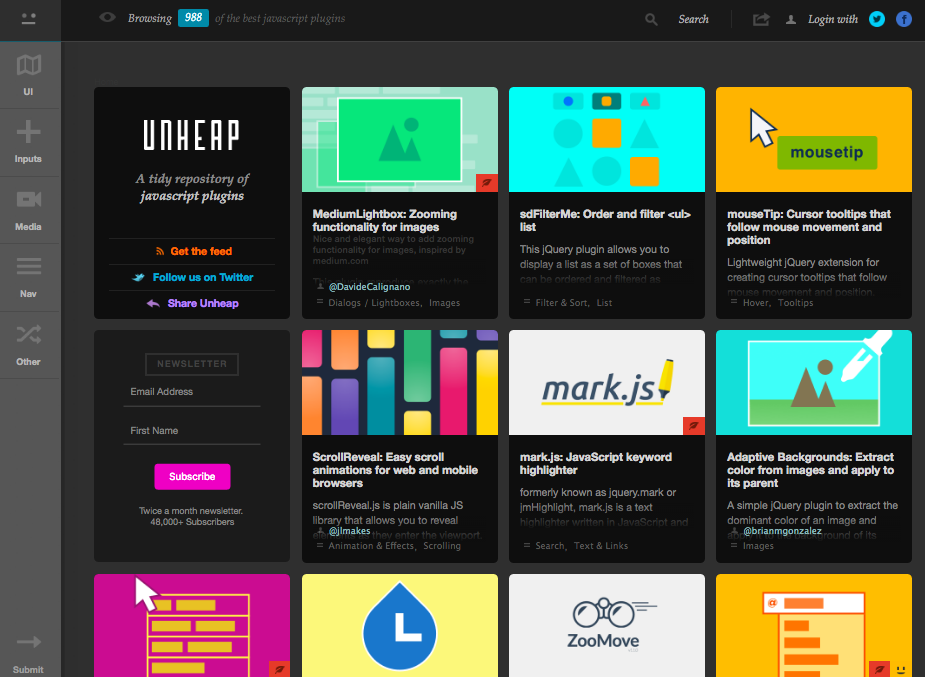 Browsing 988 of the best javascript plugins
Search
Login with
UI
Inputs
Media
Nav
Other
Submit
UNHEAP
A tidy repository of
javascript plugins
Get the feed
Follow us on Twitter
Share Unheap
MediumLightbox: Zooming
functionality for images
Nice and elegant way to add zooming
functionality for images, inspired by
medium.com
@DavideCalignano
Dialogs / Lightboxes, Images
sdFilterMe: Order and filter <ul>
list
This jQuery plugin allows you to
display a list as a set of boxes that
can be ordered and filtered as
Filter & Sort, List
mousetip
mouseTip: Cursor tooltips that
follow mouse movement and
position
Lightweight jQuery extension for
creating cursor tooltips that follow
mouse movement and position
Hover, Tooltips
NEWSLETTER
Email Address
First Name
Subscribe
Twice a month newsletter.
48,000+ Subscribers
ScrollReveal: Easy scroll
animations for web and mobile
browsers
scrollReveal.js is plain vanilla JS
library that allows you to reveal
elements as they enter the viewport.
@jlmakes
Animation & Effects, Scrolling
mark.js
mark.js: JavaScript keyword
highlighter
formerly known as jquery.mark or
jmHighlight, mark.js is a text
highlighter written in JavaScript and
Search, Text & Links
Adaptive Backgrounds: Extract
color from images and apply to
its parent
A simple jQuery plugin to extract the
dominant color of an image and
apply it to the background of its
@brianmgonzalez
Images
ZooMove
@